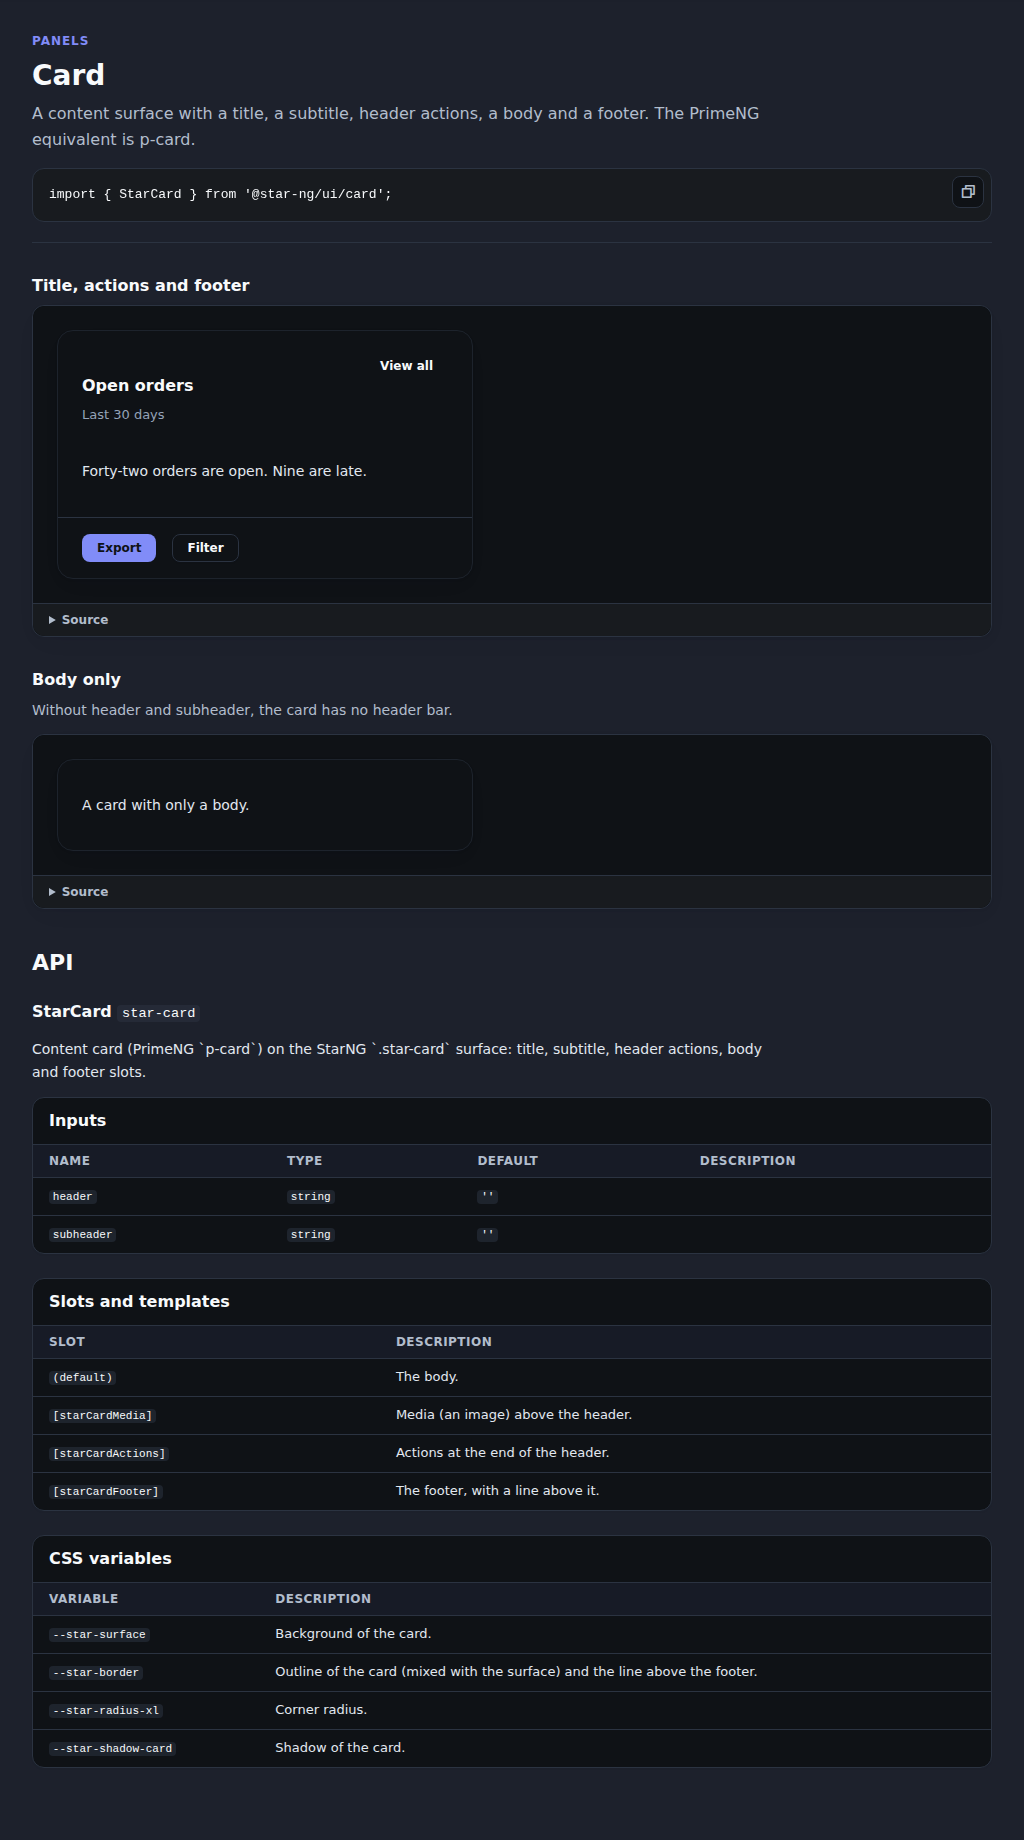 PANELS
Card
A content surface with a title, a subtitle, header actions, a body and a footer. The PrimeNG
equivalent is p-card.
import { StarCard } from '@star-ng/ui/card';
Title, actions and footer
View all
Open orders
Last 30 days
Forty-two orders are open. Nine are late.
Export Filter
Source
Body only
Without header and subheader, the card has no header bar.
A card with only a body.
Source
API
StarCard star-card
Content card (PrimeNG `p-card`) on the StarNG `.star-card` surface: title, subtitle, header actions, body
and footer slots.
Inputs
NAME TYPE DEFAULT DESCRIPTION
header string ''
subheader string ''
Slots and templates
SLOT DESCRIPTION
(default) The body.
[starCardMedia] Media (an image) above the header.
[starCardActions] Actions at the end of the header.
[starCardFooter] The footer, with a line above it.
CSS variables
VARIABLE DESCRIPTION
--star-surface Background of the card.
--star-border Outline of the card (mixed with the surface) and the line above the footer.
--star-radius-xl Corner radius.
--star-shadow-card Shadow of the card.